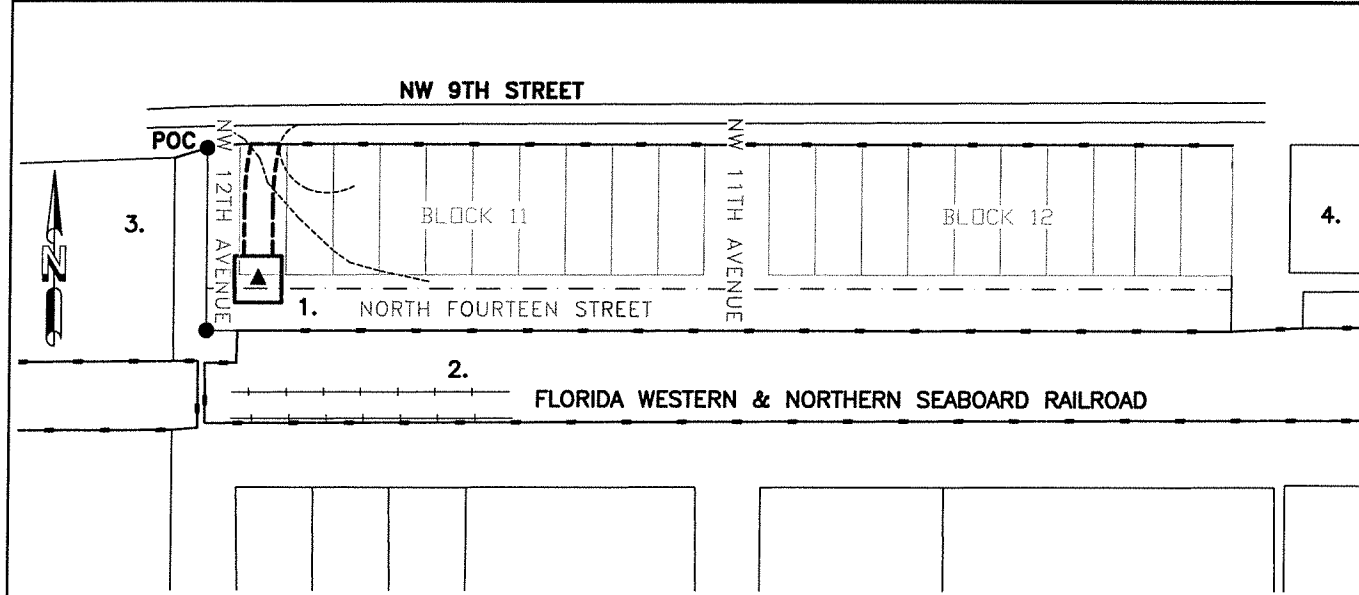 NW 9TH STREET
POC
NW 12TH AVENUE
NW 11TH AVENUE
3.
BLOCK 11
BLOCK 12
4.
N
1.
NORTH FOURTEEN STREET
2.
FLORIDA WESTERN & NORTHERN SEABOARD RAILROAD